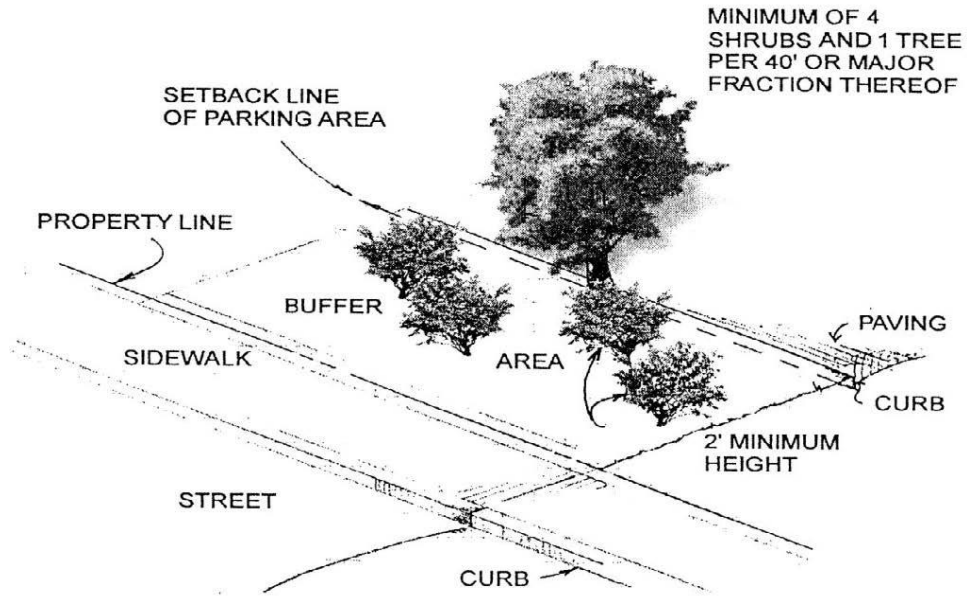 MINIMUM OF 4
SHRUBS AND 1 TREE
PER 40' OR MAJOR
FRACTION THEREOF
SETBACK LINE
OF PARKING AREA
PROPERTY LINE
BUFFER
PAVING
SIDEWALK
AREA
CURB
2' MINIMUM
HEIGHT
STREET
CURB